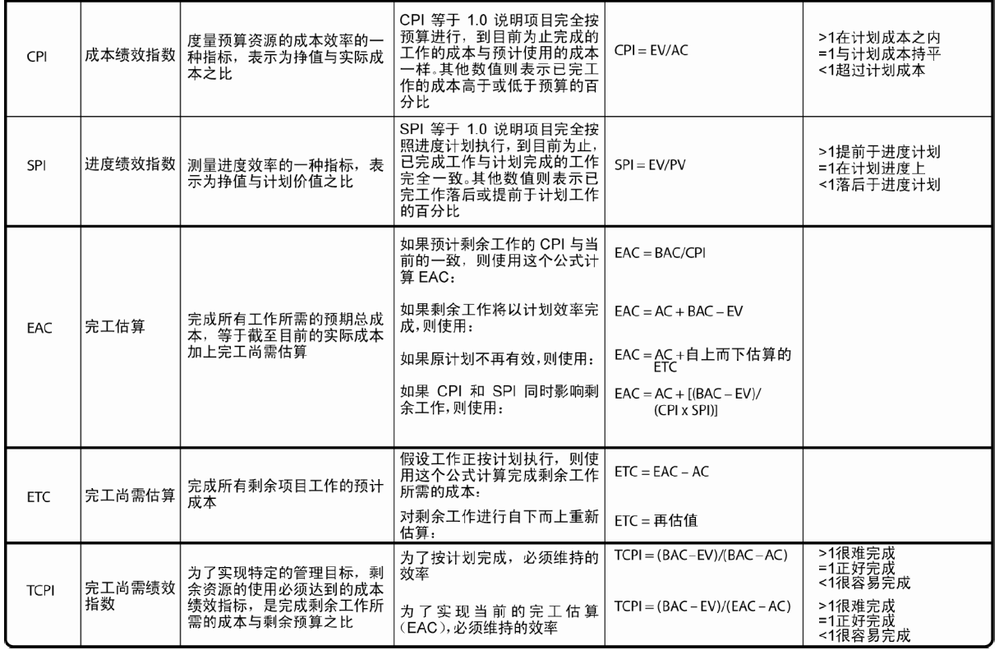 CPI
成本绩效指数
度量预算资源的成本效率的一
种指标，表示为挣值与实际成
本之比
CPI 等于 1.0 说明项目完全按
预算进行，到目前为止完成的
工作的成本与预计使用的成本
一样。其他数值则表示已完工
作的成本高于或低于预算的百
分比
CPI = EV/AC
>1在计划成本之内
=1与计划成本持平
<1超过计划成本
SPI
进度绩效指数
测量进度效率的一种指标，表
示为挣值与计划价值之比
SPI 等于 1.0 说明项目完全按
照进度计划执行，到目前为止，
已完成工作与计划完成的工作
完全一致。其他数值则表示已
完工作落后或提前于计划工作
的百分比
SPI = EV/PV
>1提前于进度计划
=1在计划进度上
<1落后于进度计划
EAC
完工估算
完成所有工作所需的预期总成
本，等于截至目前的实际成本
加上完工尚需估算
如果预计剩余工作的 CPI 与当
前的一致，则使用这个公式计
算 EAC：
EAC = BAC/CPI
如果剩余工作将以计划效率完
成，则使用：
EAC = AC + BAC – EV
如果原计划不再有效，则使用：
EAC = AC +自上而下估算的
ETC
如果 CPI 和 SPI 同时影响剩
余工作，则使用：
EAC = AC + [(BAC – EV)/
(CPI x SPI)]
ETC
完工尚需估算
完成所有剩余项目工作的预计
成本
假设工作正按计划执行，则使
用这个公式计算完成剩余工作
所需的成本：
ETC = EAC – AC
对剩余工作进行自下而上重新
估算：
ETC = 再估值
TCPI
完工尚需绩效
指数
为了实现特定的管理目标，剩
余资源的使用必须达到的成本
绩效指标，是完成剩余工作所
需的成本与剩余预算之比
为了按计划完成，必须维持的
效率
TCPI = (BAC–EV)/(BAC–AC)
>1很难完成
=1正好完成
<1很容易完成
为了实现当前的完工估算
（EAC），必须维持的效率
TCPI = (BAC – EV)/(EAC – AC)
>1很难完成
=1正好完成
<1很容易完成